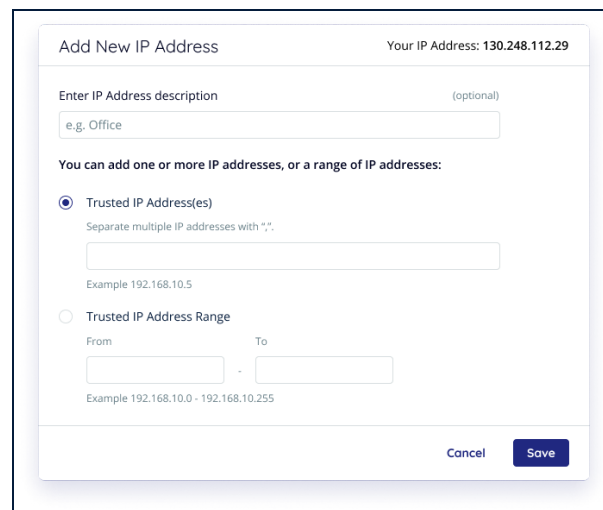 Add New IP Address Your IP Address: 130.248.112.29
Enter IP Address description (optional)
e.g. Office
You can add one or more IP addresses, or a range of IP addresses:
Trusted IP Address(es)
Separate multiple IP addresses with “,”.
Example 192.168.10.5
Trusted IP Address Range
From To
-
Example 192.168.10.0 - 192.168.10.255
Cancel Save